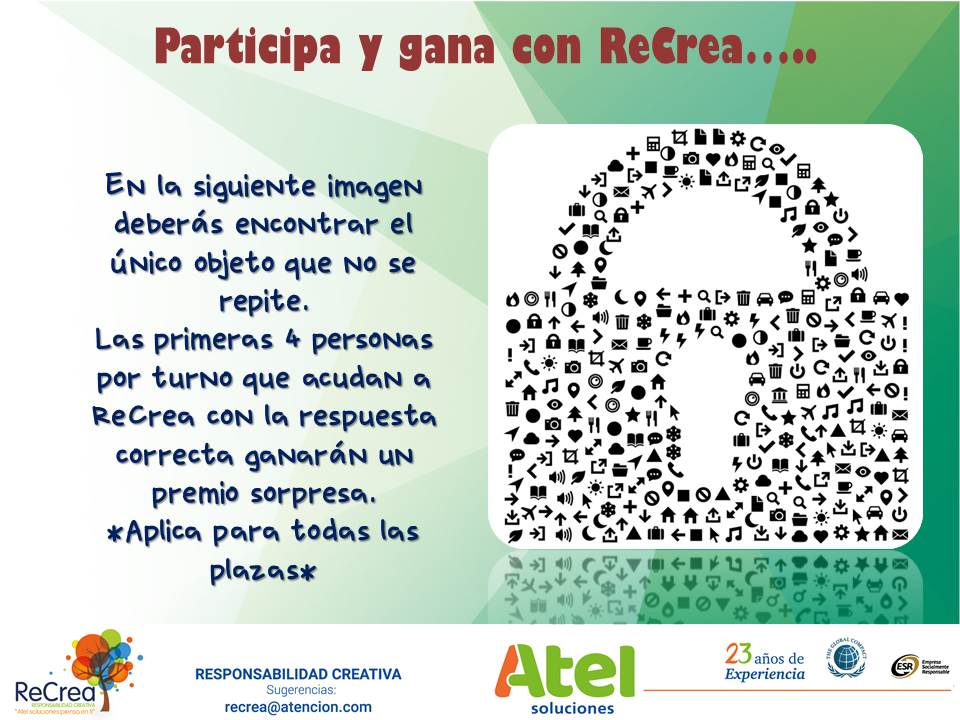 Participa y gana con ReCrea…..
En la siguiente imagen
deberás encontrar el
único objeto que no se
repite.
Las primeras 4 personas
por turno que acudan a
ReCrea con la respuesta
correcta ganarán un
premio sorpresa.
*Aplica para todas las
plazas*
ReCrea
RESPONSABILIDAD CREATIVA
"Atel soluciones piensa en ti"
RESPONSABILIDAD CREATIVA
Sugerencias:
recrea@atencion.com
Atel
soluciones
23 años de
Experiencia
THE GLOBAL COMPACT
ESR
Empresa
Socialmente
Responsable